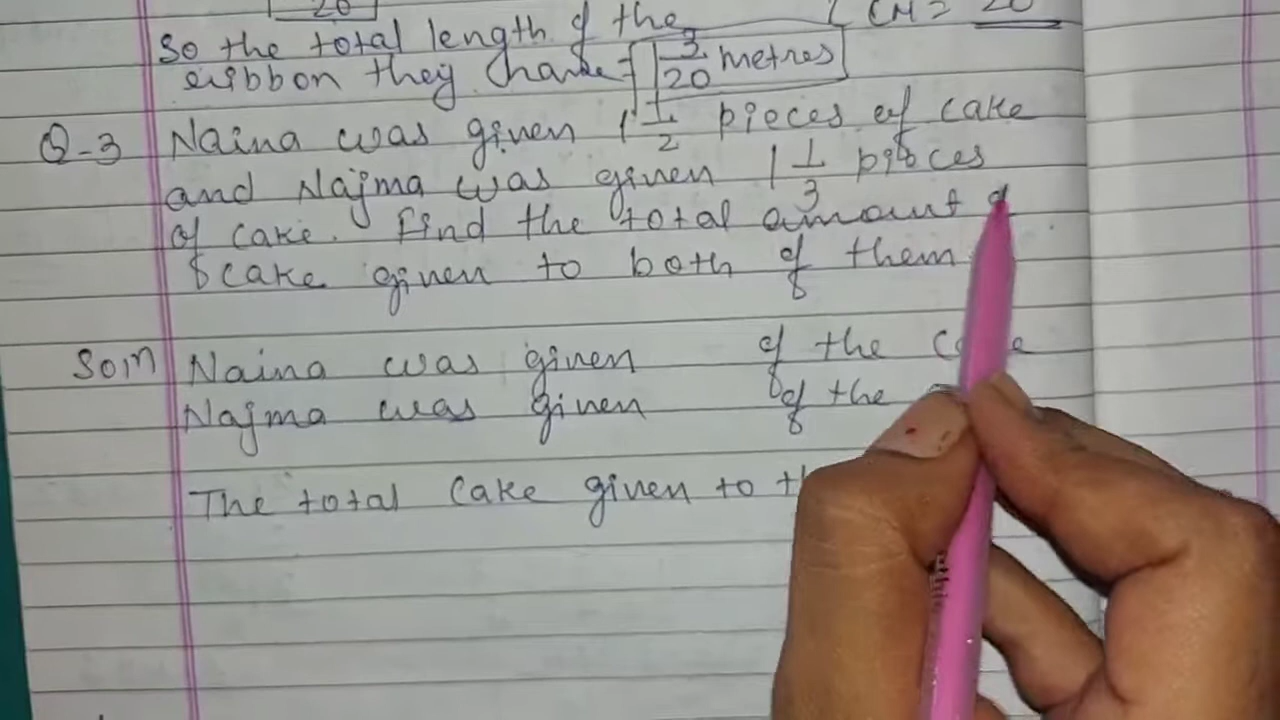 20
LCM = 20
So the total length of the
ribbon they have = 1 3/20 metres
Q-3 Naina was given 1 1/2 pieces of cake
and Najma was given 1 1/3 pieces
of cake. Find the total amount of
cake given to both of them
Soln Naina was given of the
Najma was given of the
The total cake given to